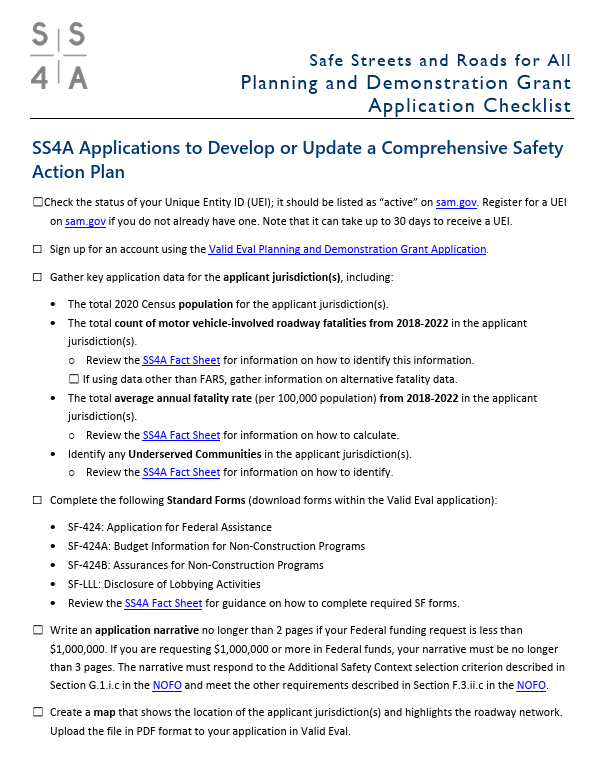 S S
4 A
Safe Streets and Roads for All
Planning and Demonstration Grant
Application Checklist
SS4A Applications to Develop or Update a Comprehensive Safety
Action Plan
☐Check the status of your Unique Entity ID (UEI); it should be listed as “active” on sam.gov. Register for a UEI
on sam.gov if you do not already have one. Note that it can take up to 30 days to receive a UEI.
☐ Sign up for an account using the Valid Eval Planning and Demonstration Grant Application.
☐ Gather key application data for the applicant jurisdiction(s), including:
• The total 2020 Census population for the applicant jurisdiction(s).
• The total count of motor vehicle-involved roadway fatalities from 2018-2022 in the applicant
jurisdiction(s).
o Review the SS4A Fact Sheet for information on how to identify this information.
☐ If using data other than FARS, gather information on alternative fatality data.
• The total average annual fatality rate (per 100,000 population) from 2018-2022 in the applicant
jurisdiction(s).
o Review the SS4A Fact Sheet for information on how to calculate.
• Identify any Underserved Communities in the applicant jurisdiction(s).
o Review the SS4A Fact Sheet for information on how to identify.
☐ Complete the following Standard Forms (download forms within the Valid Eval application):
• SF-424: Application for Federal Assistance
• SF-424A: Budget Information for Non-Construction Programs
• SF-424B: Assurances for Non-Construction Programs
• SF-LLL: Disclosure of Lobbying Activities
• Review the SS4A Fact Sheet for guidance on how to complete required SF forms.
☐ Write an application narrative no longer than 2 pages if your Federal funding request is less than
$1,000,000. If you are requesting $1,000,000 or more in Federal funds, your narrative must be no longer
than 3 pages. The narrative must respond to the Additional Safety Context selection criterion described in
Section G.1.i.c in the NOFO and meet the other requirements described in Section F.3.ii.c in the NOFO.
☐ Create a map that shows the location of the applicant jurisdiction(s) and highlights the roadway network.
Upload the file in PDF format to your application in Valid Eval.